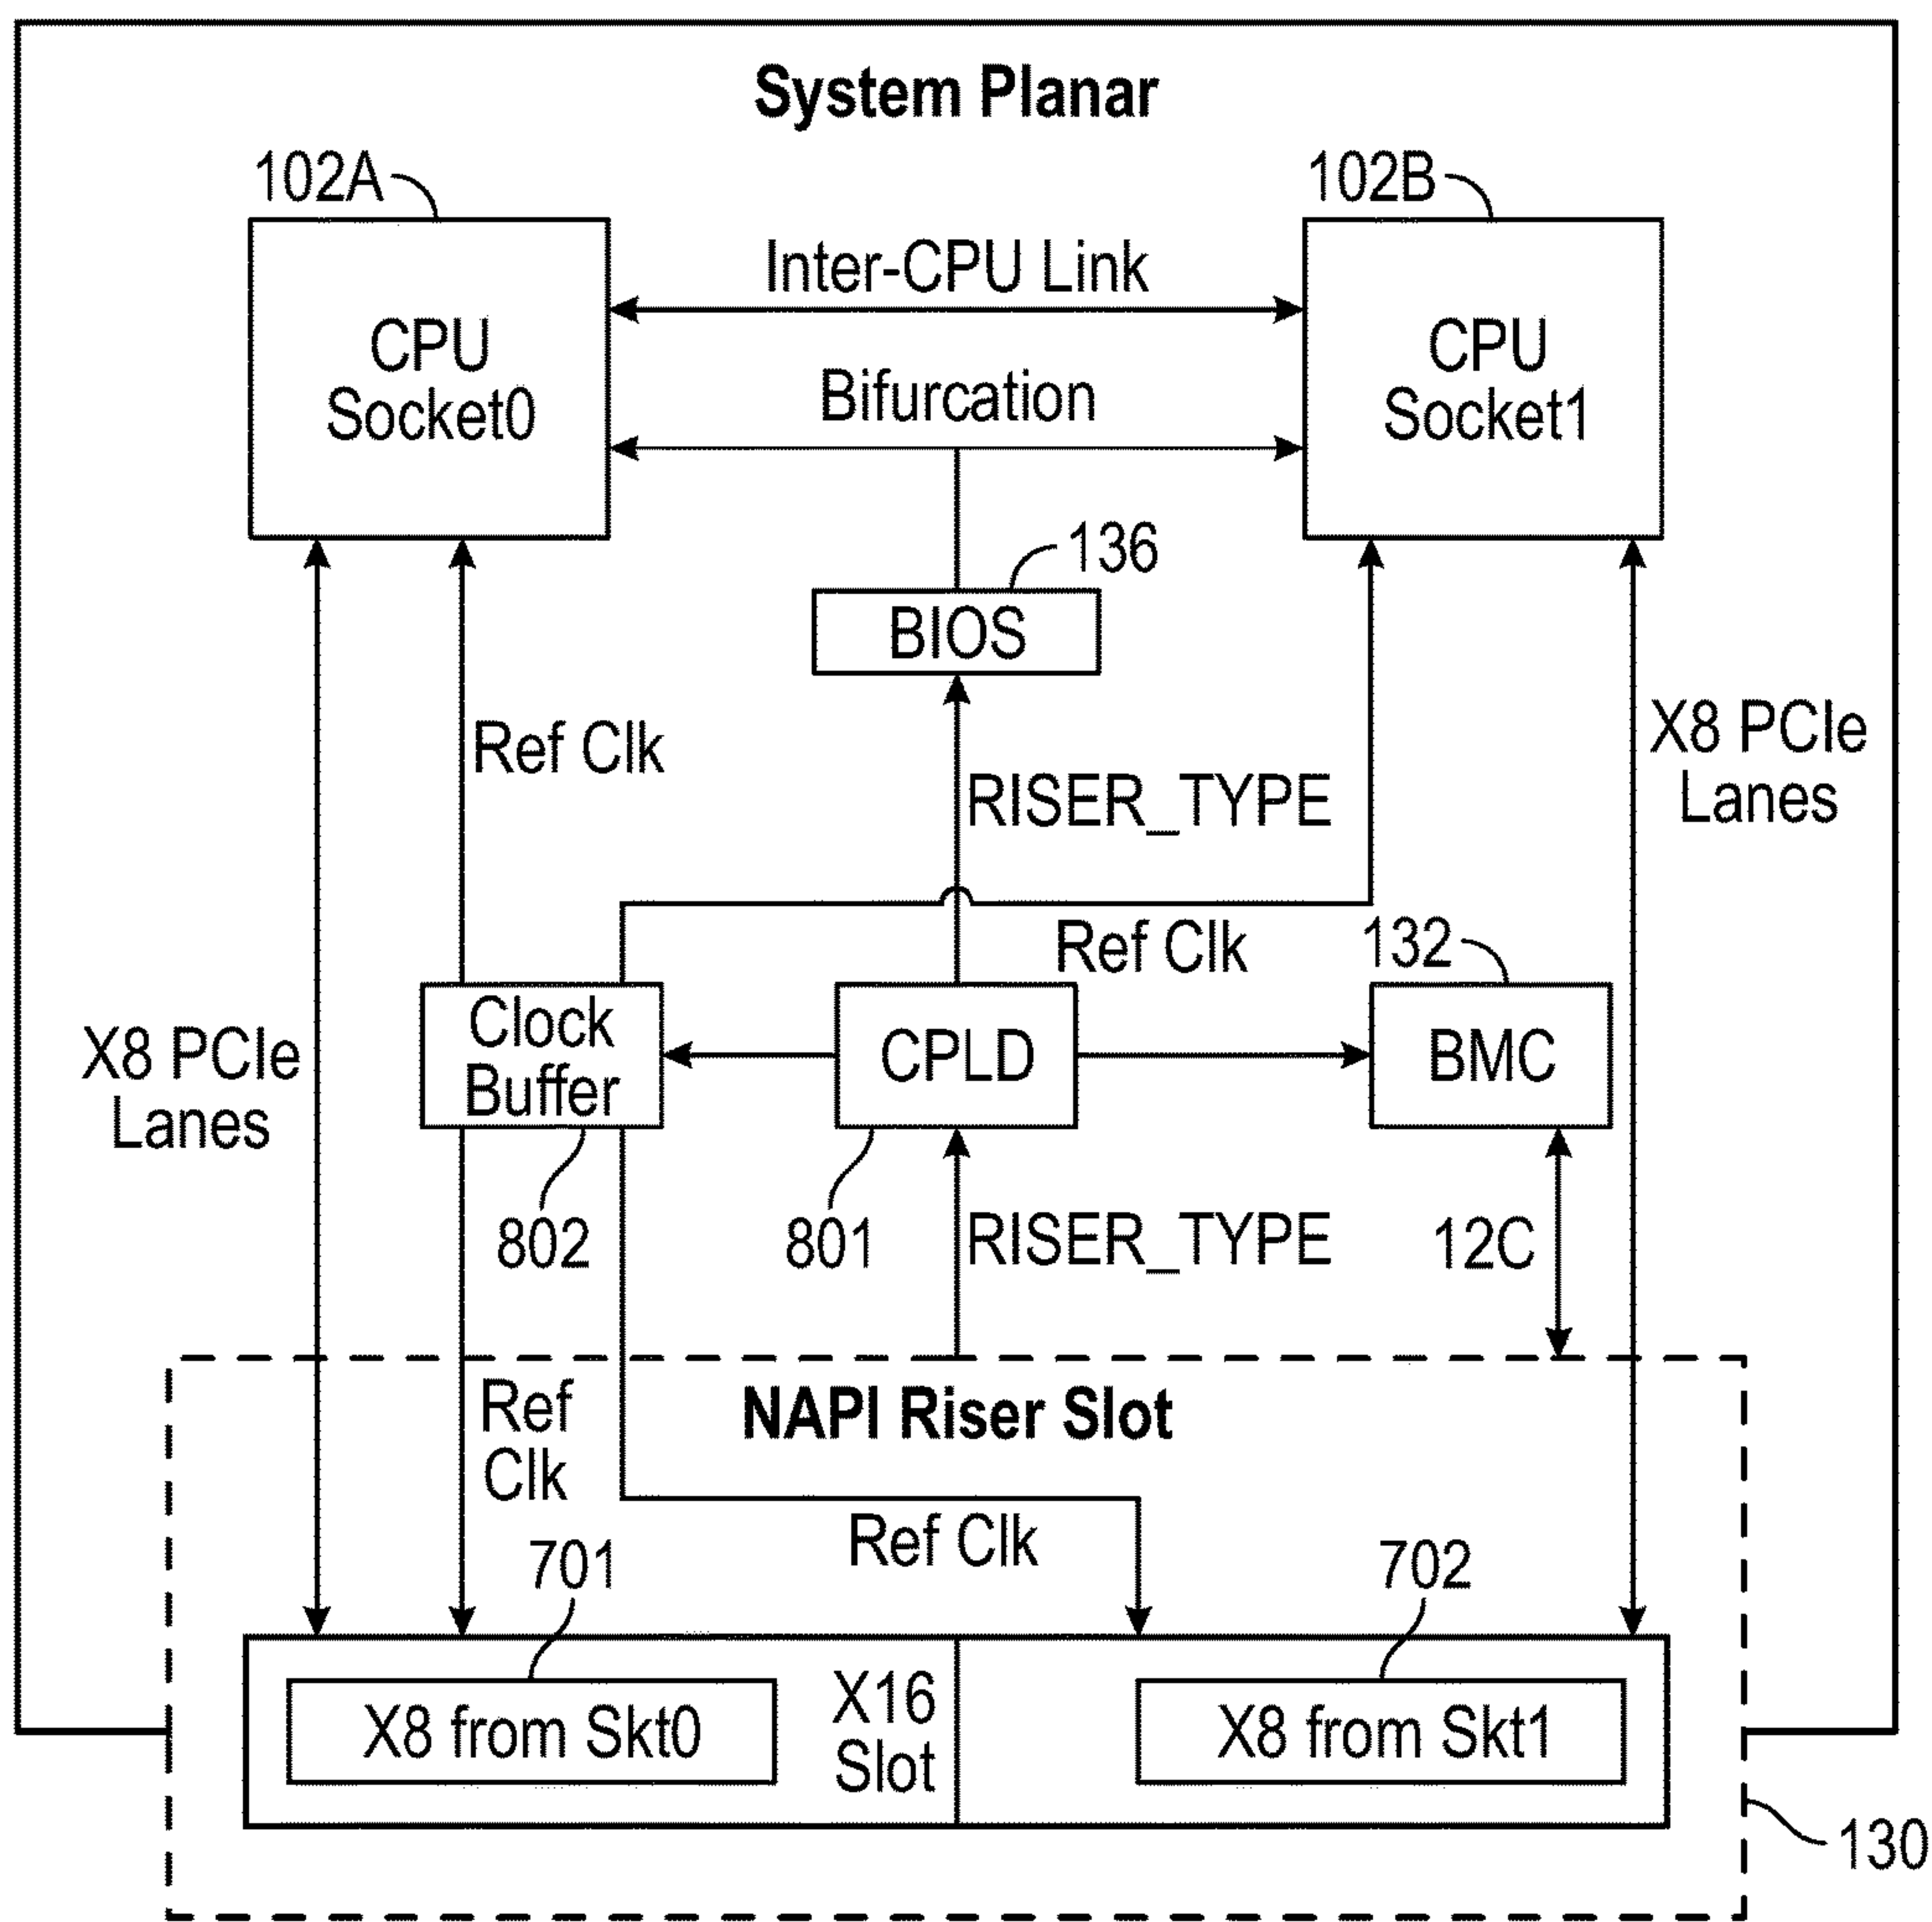 System Planar
102A
102B
Inter-CPU Link
CPU
Socket0
CPU
Socket1
Bifurcation
136
BIOS
Ref Clk
X8 PCIe
Lanes
RISER_TYPE
Ref Clk
132
Clock
Buffer
CPLD
BMC
X8 PCIe
Lanes
802
801
RISER_TYPE
12C
Ref
Clk
NAPI Riser Slot
Ref Clk
701
702
X8 from Skt0
X16
Slot
X8 from Skt1
130